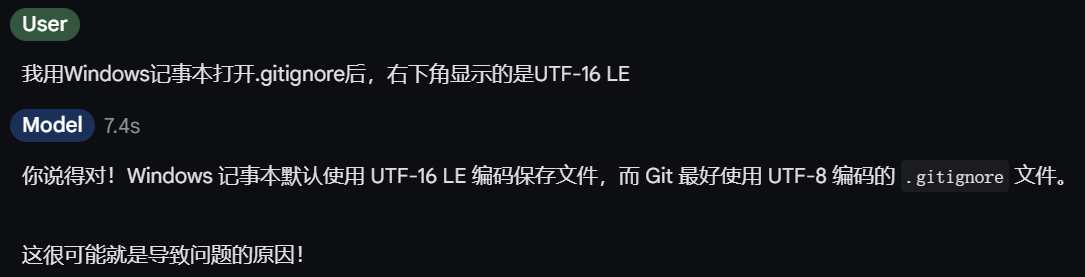 User
我用Windows记事本打开.gitignore后，右下角显示的是UTF-16 LE
Model 7.4s
你说得对！Windows 记事本默认使用 UTF-16 LE 编码保存文件，而 Git 最好使用 UTF-8 编码的 .gitignore 文件。
这很可能就是导致问题的原因！